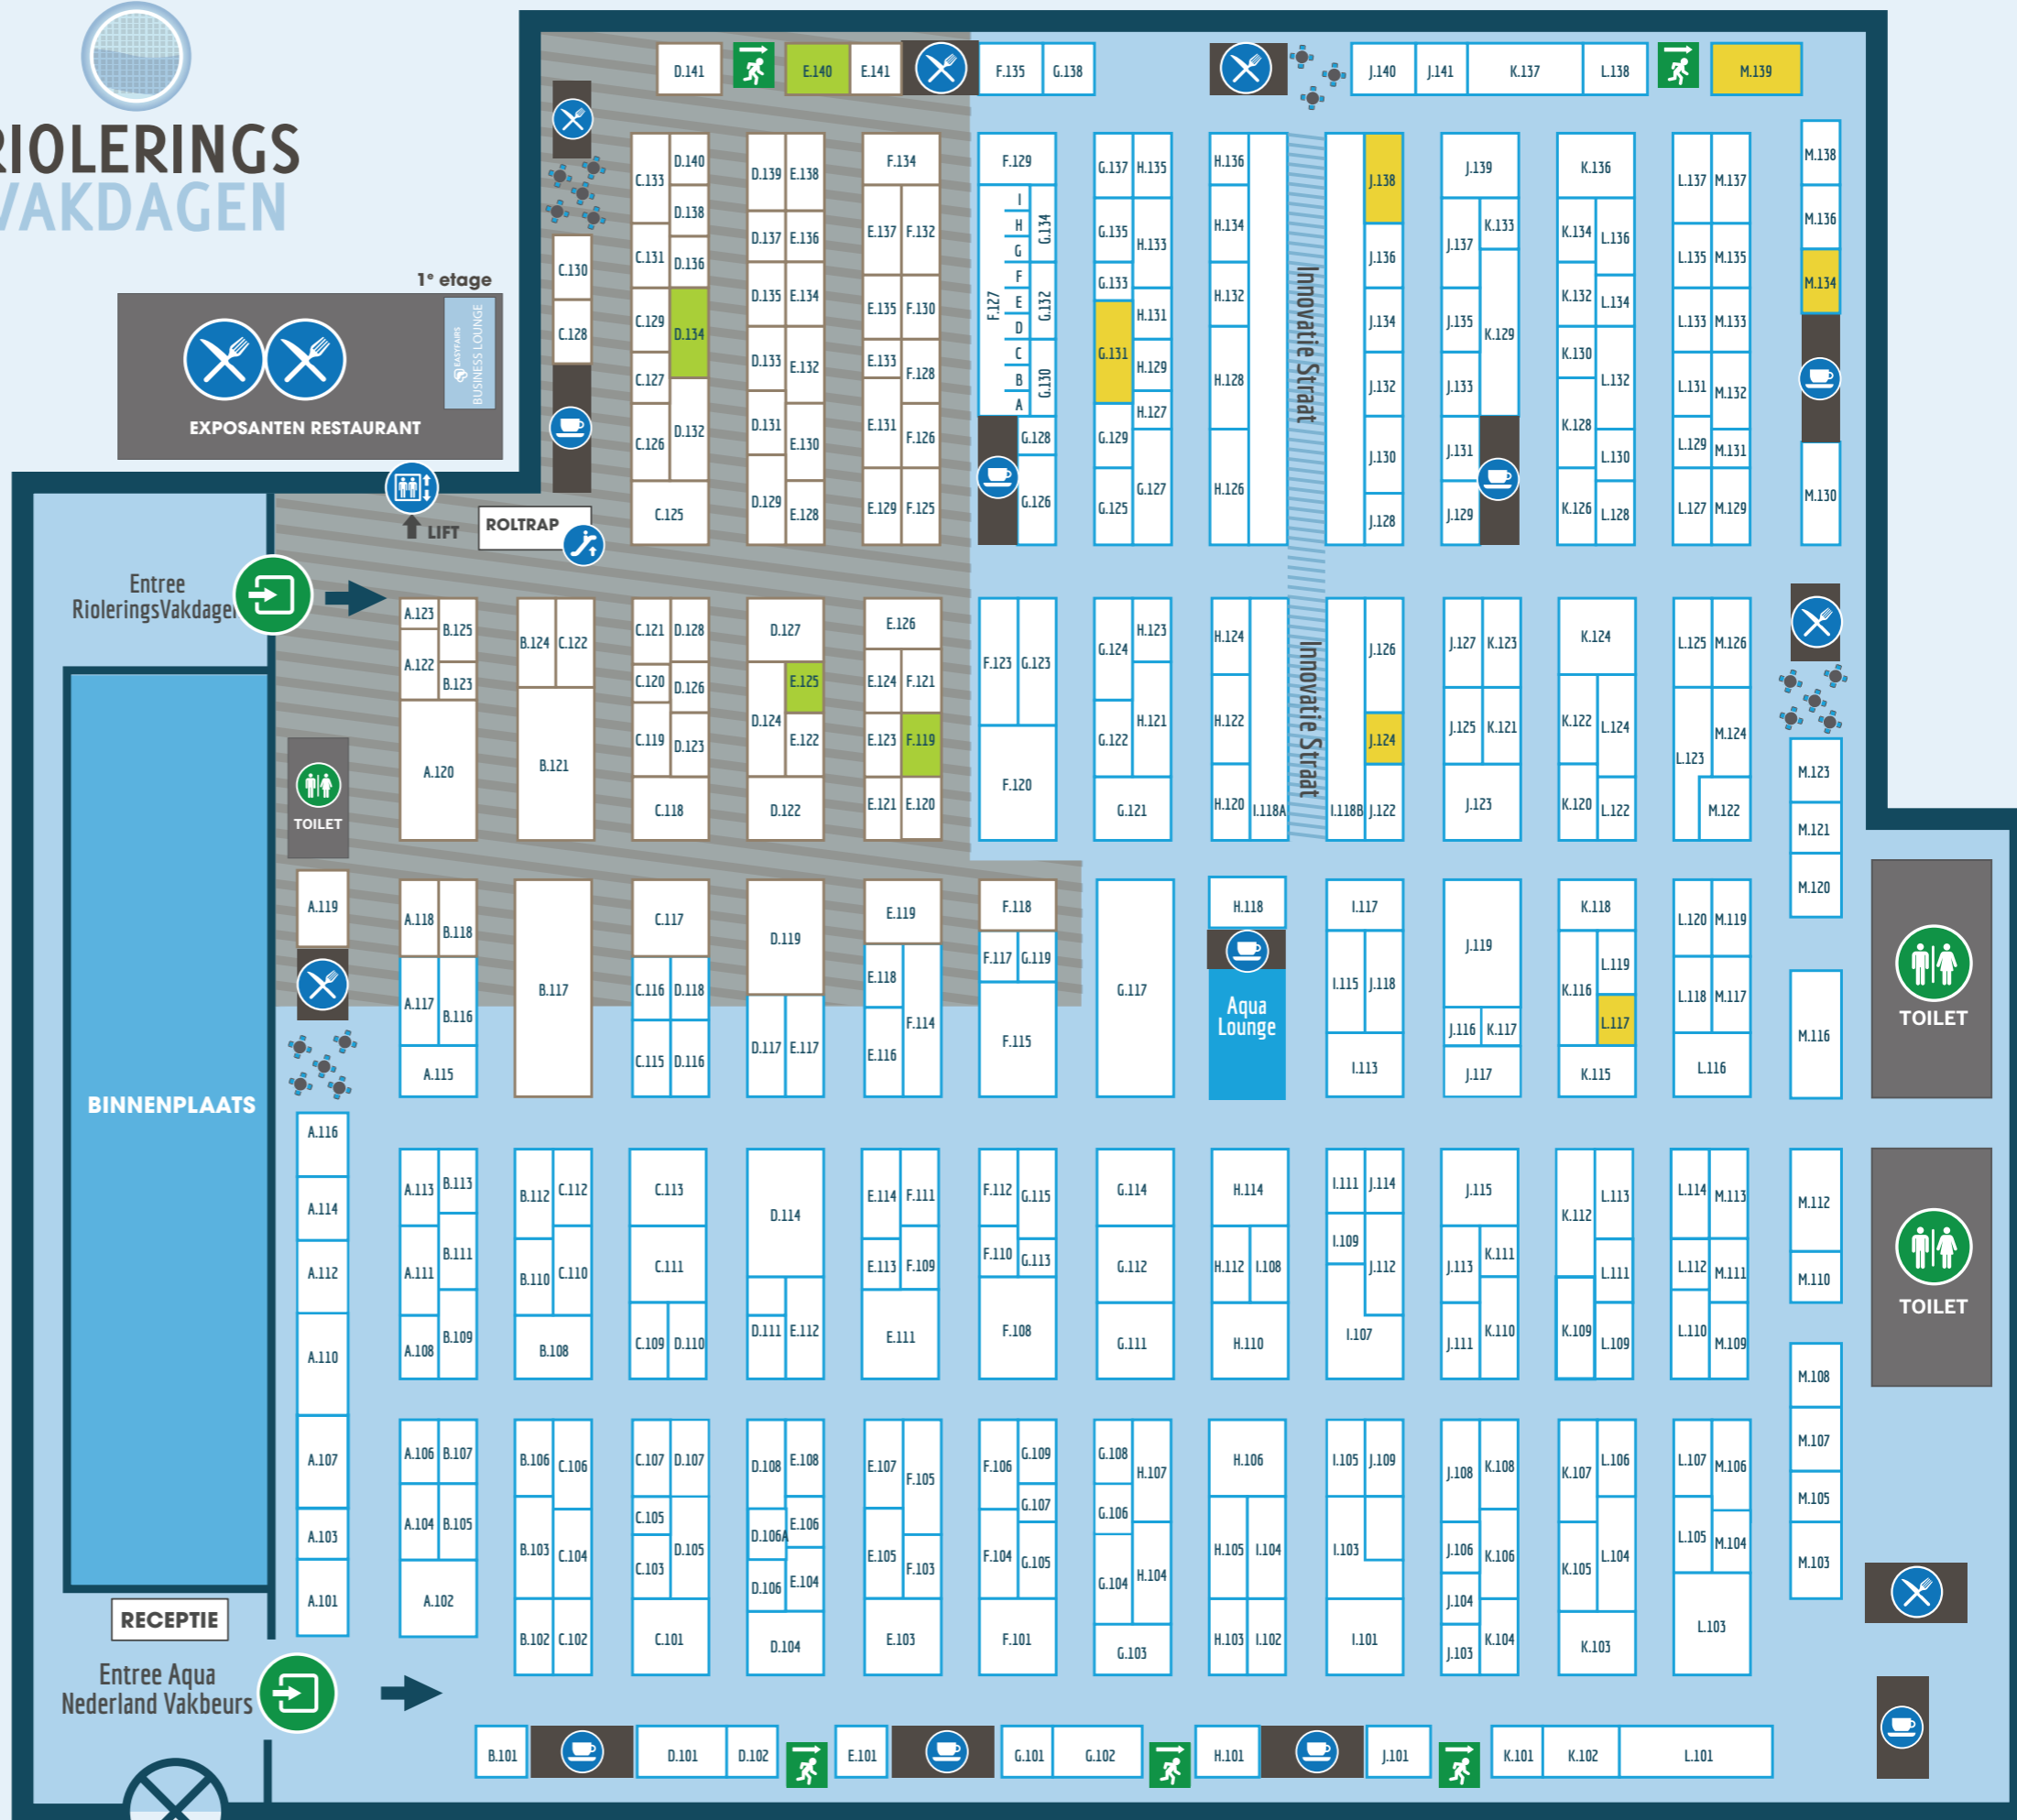 RIOLERINGS
VAKDAGEN
1e etage
EASYFAIRS
BUSINESS LOUNGE
EXPOSANTEN RESTAURANT
LIFT
ROLTRAP
Entree
RioleringsVakdagen
BINNENPLAATS
RECEPTIE
Entree Aqua
Nederland Vakbeurs
TOILET
D.141 E.140 E.141 F.135 G.138 J.140 J.141 K.137 L.138 M.139
C.130
C.128
C.133 D.140
D.138
C.131 D.136
C.129 D.134
C.127
C.126 D.132
C.125
D.139 E.138
D.137 E.136
D.135 E.134
D.133 E.132
D.131 E.130
D.129 E.128
F.134
E.137 F.132
E.135 F.130
E.133 F.128
E.131 F.126
E.129 F.125
F.129
F.127
I
H
G
F
E
D
C
B
A
G.134
G.132
G.130
G.128
G.126
G.137 H.135
G.135 H.133
G.133
G.131 H.131
H.129
H.127
G.129
G.125 G.127
H.136
H.134
H.132
H.128
H.126
Innovatie Straat
J.138
J.136
J.134
J.132
J.130
J.128
J.139
J.137 K.133
J.135 K.129
J.133
J.131
J.129
K.136
K.134 L.136
K.132 L.134
K.130 L.132
K.128 L.130
K.126 L.128
L.137 M.137
L.135 M.135
L.133 M.133
L.131 M.132
L.129 M.131
L.127 M.129
M.138
M.136
M.134
M.130
A.123 B.125
A.122 B.123
A.120
B.124 C.122
B.121
C.121 D.128
C.120 D.126
C.119 D.123
C.118
D.127
D.124 E.125
E.122
D.122
E.126
E.124 F.121
E.123 F.119
E.121 E.120
F.123 G.123
F.120
G.124 H.123
G.122 H.121
G.121
H.124
H.122
H.120 I.118A
Innovatie Straat
I.118B
J.126
J.124
J.122
J.127 K.123
J.125 K.121
J.123
K.124
K.122 L.124
K.120 L.122
L.125 M.126
L.123 M.124
M.122
M.123
M.121
M.120
A.119
A.118 B.118
A.117 B.116
A.115
B.117
C.117
C.116 D.118
C.115 D.116
D.119
D.117 E.117
E.119
E.118 F.114
E.116
F.118
F.117 G.119
F.115
G.117
H.118
Aqua
Lounge
I.117
I.115 J.118
I.113
J.119
J.116 K.117
J.117
K.118
K.116 L.119
L.117
K.115
L.120 M.119
L.118 M.117
L.116
M.116
TOILET
TOILET
A.116
A.114
A.112
A.110
A.107
A.103
A.101
A.113 B.113
A.111 B.111
A.108 B.109
B.112 C.112
B.110 C.110
B.108
C.113
C.111
C.109 D.110
D.114
D.111 E.112
E.114 F.111
E.113 F.109
E.111
F.112 G.115
F.110 G.113
F.108
G.114
G.112
G.111
H.114
H.112 I.108
H.110
I.111 J.114
I.109 J.112
I.107
J.115
J.113 K.111
J.111 K.110
K.112 L.113
L.111
K.109 L.109
L.114 M.113
L.112 M.111
L.110 M.109
M.112
M.110
M.108
M.107
M.105
M.103
A.106 B.107
A.104 B.105
A.102
B.106 C.106
B.103 C.104
B.102 C.102
C.107 D.107
C.105 D.105
C.103
C.101
D.108 E.108
D.106A E.106
D.106 E.104
D.104
E.107 F.105
E.105 F.103
E.103
F.106 G.109
G.107
F.104 G.105
F.101
G.108 H.107
G.106
G.104 H.104
G.103
H.106
H.105 I.104
H.103 I.102
I.105 J.109
I.103
I.101
J.108 K.108
J.106 K.106
J.104
J.103 K.104
K.107 L.106
K.105 L.104
K.103
L.107 M.106
L.105 M.104
L.103
B.101 D.101 D.102 E.101 G.101 G.102 H.101 J.101 K.101 K.102 L.101